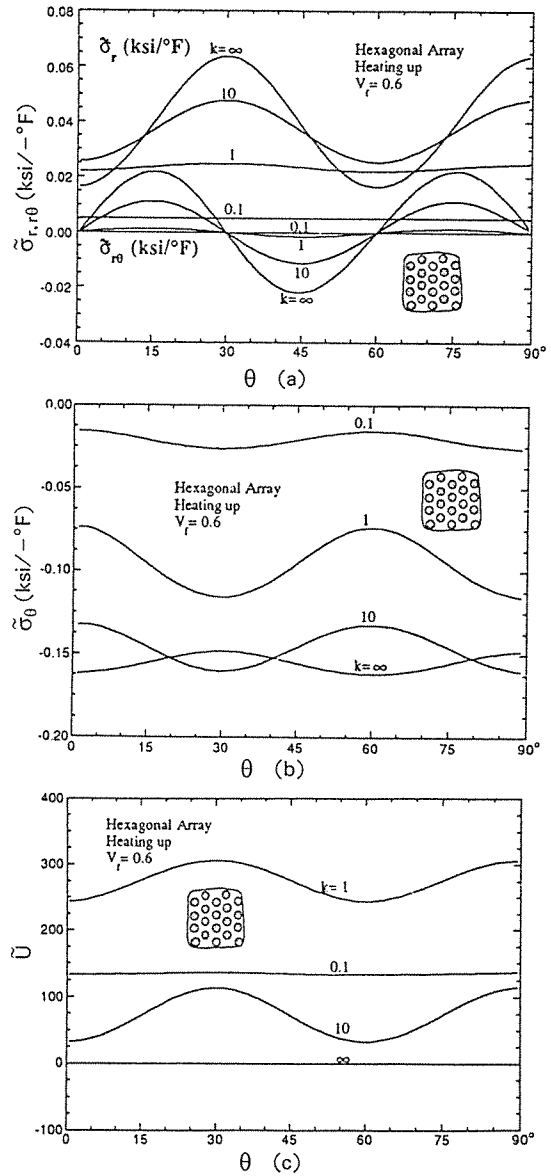 0.08
0.06
0.04
0.02
0.00
-0.02
-0.04
σ̃r,rθ (ksi/-°F)
σ̃r (ksi/°F)
k=∞
Hexagonal Array
Heating up
Vf= 0.6
10
1
0.1
0.1
σ̃rθ (ksi/°F)
1
10
k=∞
0 15 30 45 60 75 90°
θ (a)
0.00
-0.05
-0.10
-0.15
-0.20
σ̃θ (ksi/-°F)
0.1
Hexagonal Array
Heating up
Vf= 0.6
1
10
k=∞
0 15 30 45 60 75 90°
θ (b)
400
300
200
100
0
-100
Ũ
Hexagonal Array
Heating up
Vf= 0.6
k=1
0.1
10
∞
0 15 30 45 60 75 90°
θ (c)